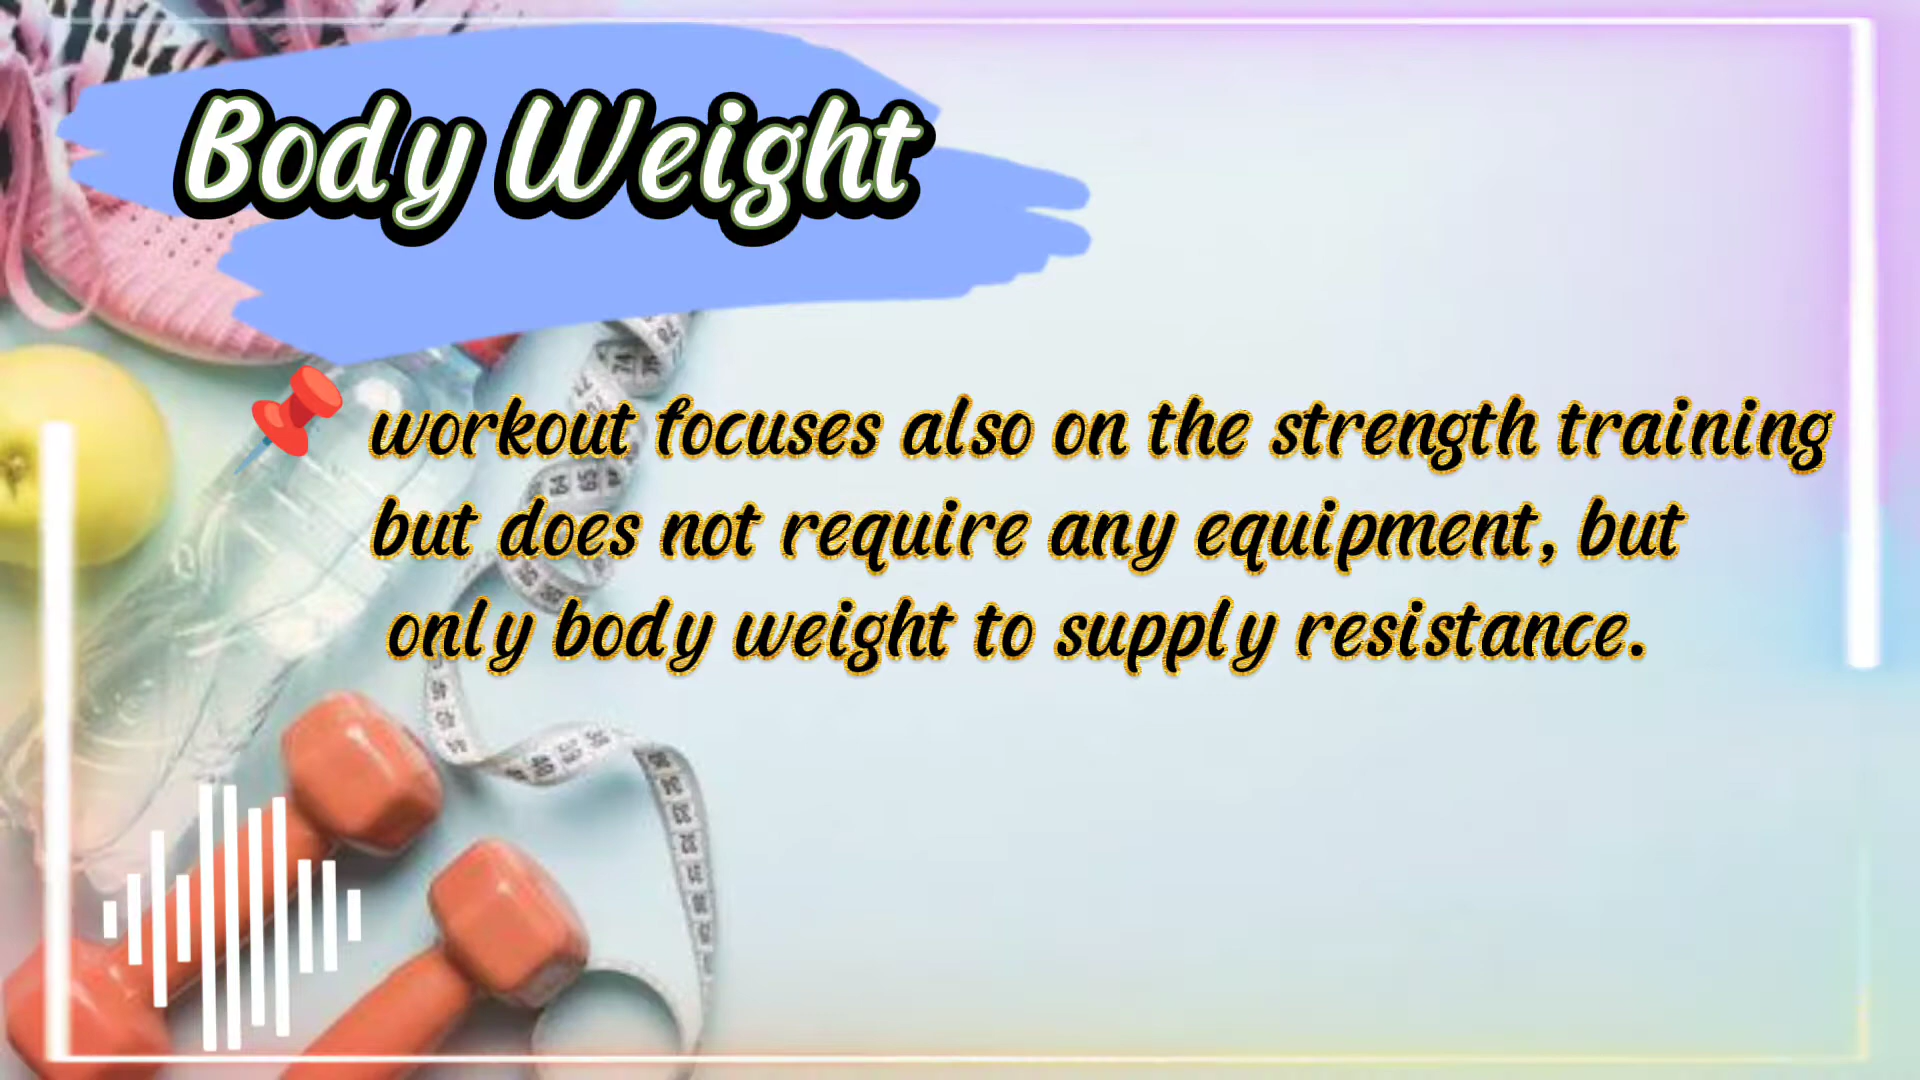 Body Weight
workout focuses also on the strength training
but does not require any equipment, but
only body weight to supply resistance.